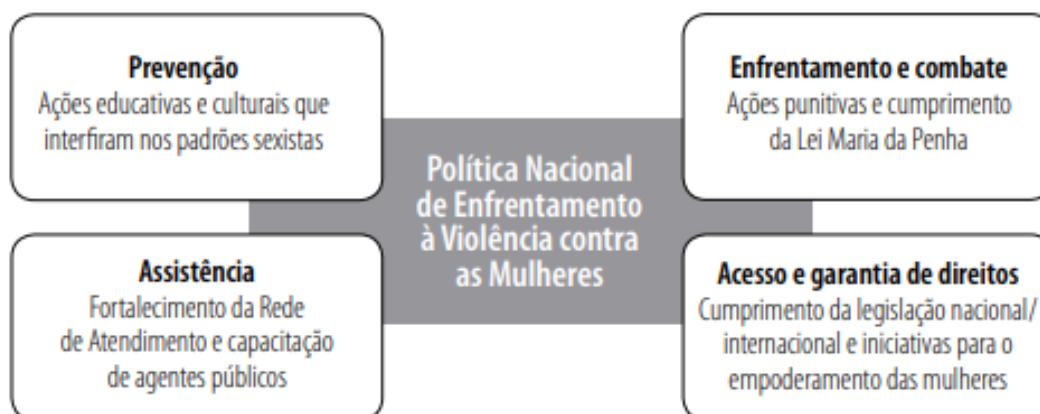 Prevenção
Ações educativas e culturais que
interfiram nos padrões sexistas
Enfrentamento e combate
Ações punitivas e cumprimento
da Lei Maria da Penha
Política Nacional
de Enfrentamento
à Violência contra
as Mulheres
Assistência
Fortalecimento da Rede
de Atendimento e capacitação
de agentes públicos
Acesso e garantia de direitos
Cumprimento da legislação nacional/
internacional e iniciativas para o
empoderamento das mulheres